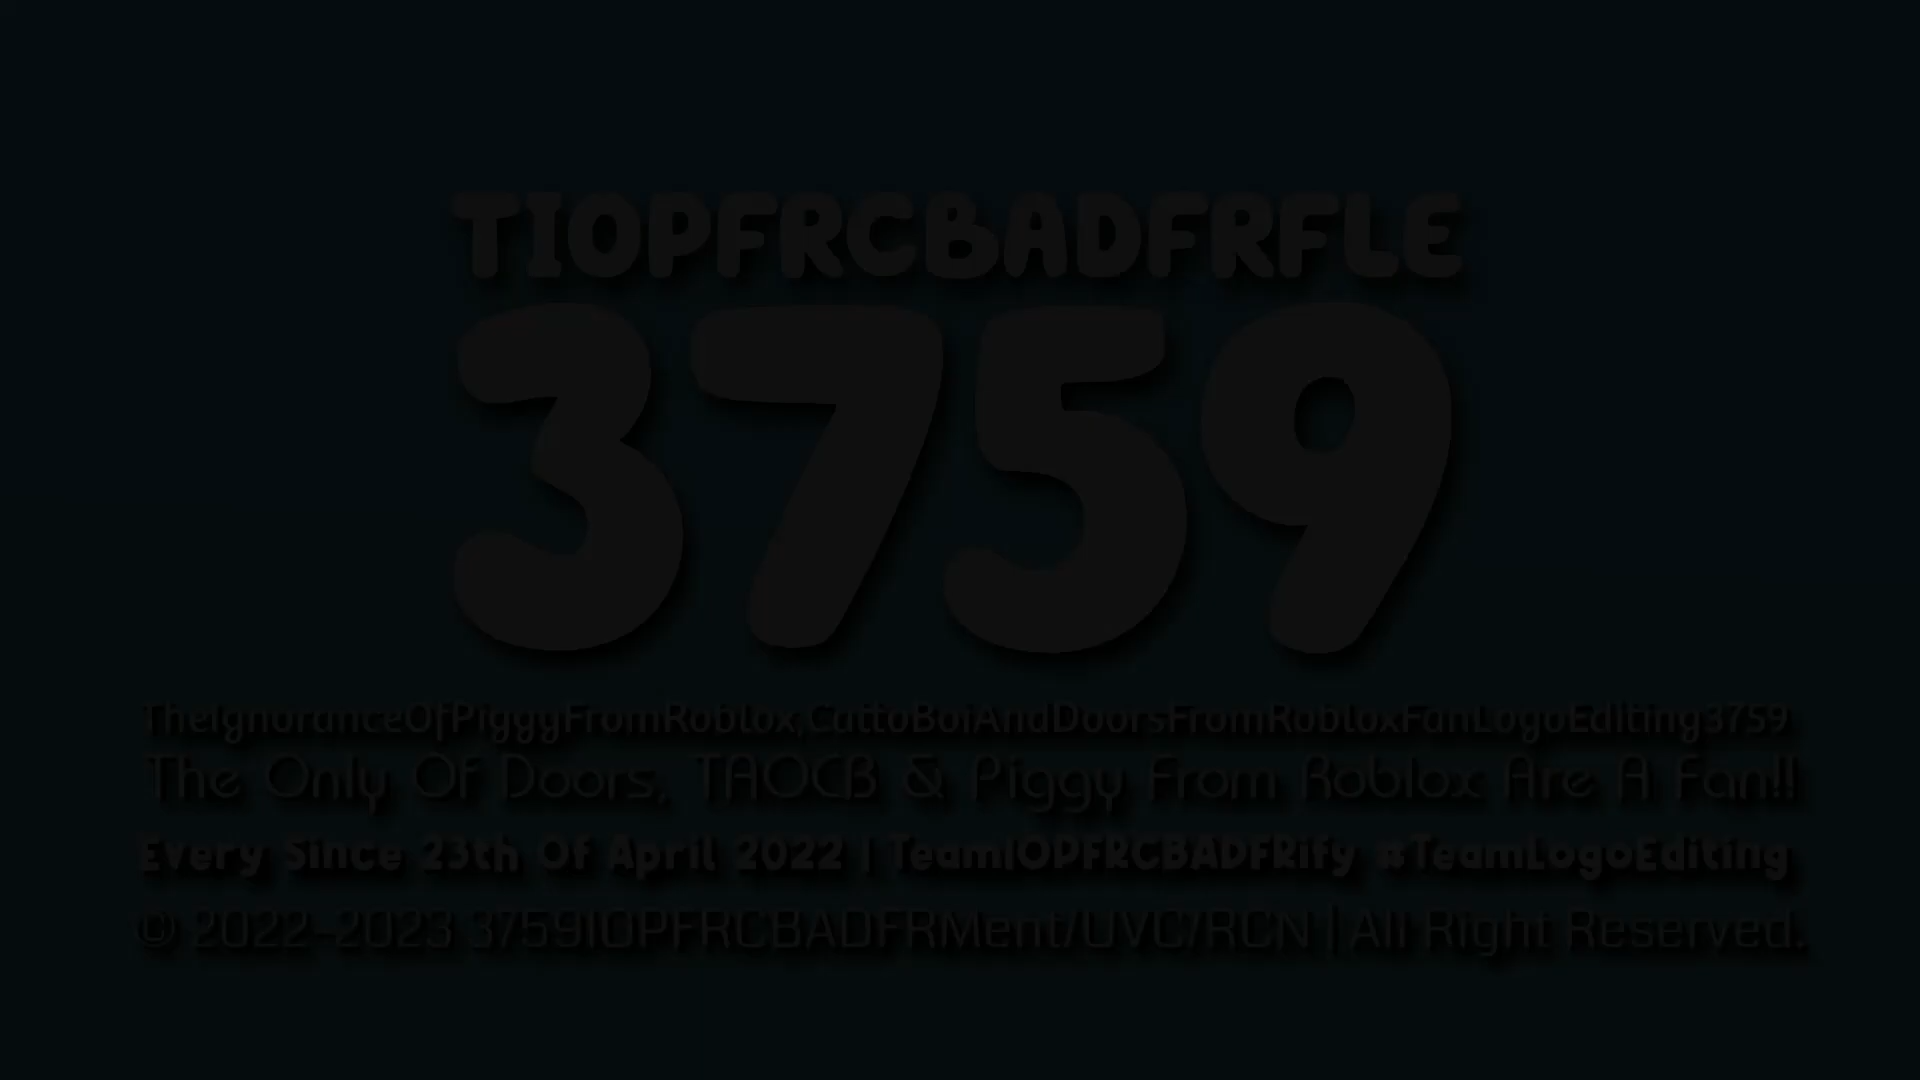 TIOPFRCBADFRFLE
3759
TheIgnoranceOfPiggyFromRoblox,CattoBoiAndDoorsFromRobloxFanLogoEditing3759
The Only Of Doors, TAOCB & Piggy From Roblox Are A Fan!!
Every Since 23th Of April 2022 | TeamIOPFRCBADFRify #TeamLogoEditing
© 2022-2023 3759IOPFRCBADFRMent/UVC/RCN | All Right Reserved.